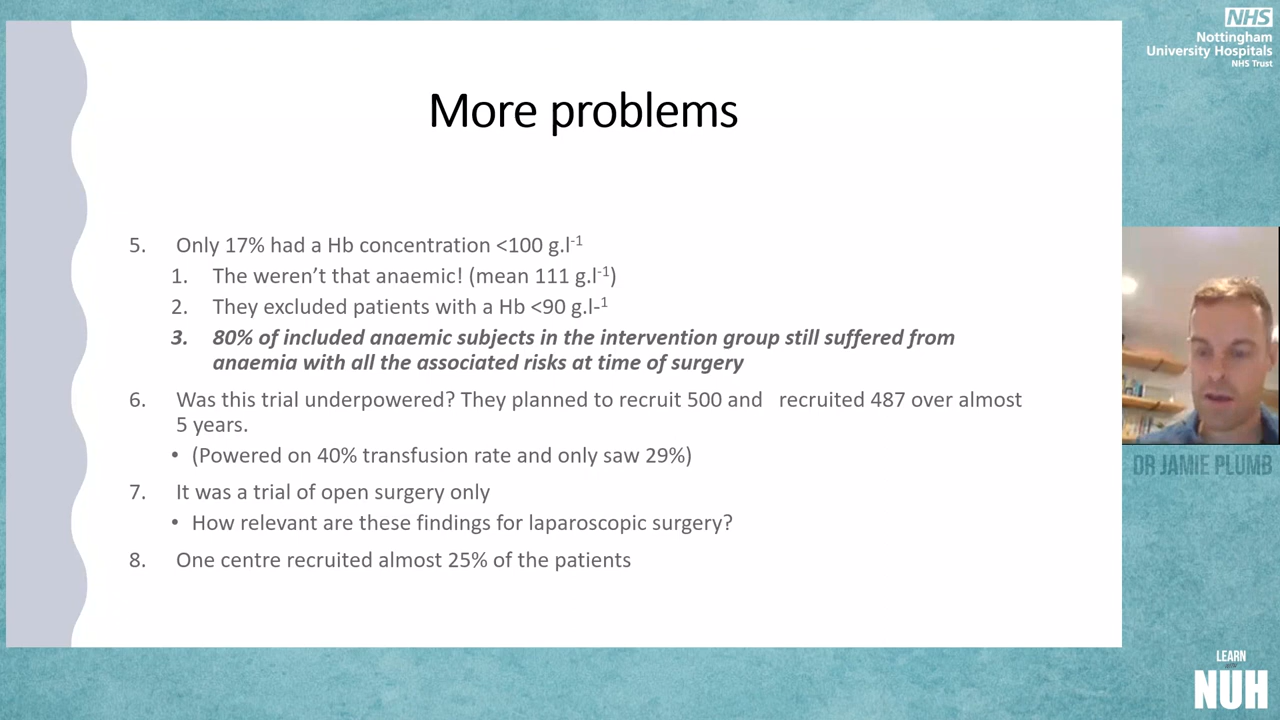 NHS
Nottingham
University Hospitals
NHS Trust
More problems
5. Only 17% had a Hb concentration <100 g.l-1
1. The weren't that anaemic! (mean 111 g.l-1)
2. They excluded patients with a Hb <90 g.l-1
3. 80% of included anaemic subjects in the intervention group still suffered from
anaemia with all the associated risks at time of surgery
6. Was this trial underpowered? They planned to recruit 500 and recruited 487 over almost
5 years.
• (Powered on 40% transfusion rate and only saw 29%)
7. It was a trial of open surgery only
• How relevant are these findings for laparoscopic surgery?
8. One centre recruited almost 25% of the patients
DR JAMIE PLUMB
LEARN
NUH